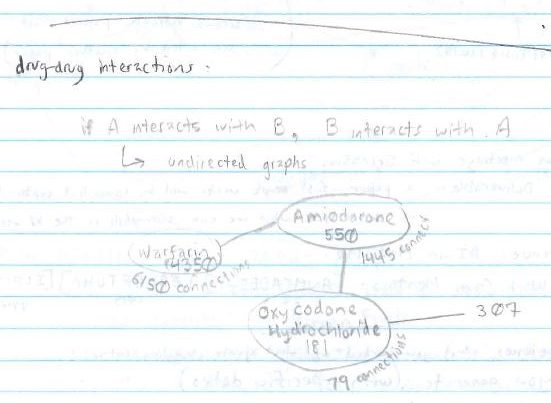 drug-drug interactions.
if A interacts with B, B interacts with A
↳ undirected graphs
Amiodarone
550
1445 connect
Warfarin
14350
6150 connections
Oxycodone
Hydrochloride
181
79 connections
307